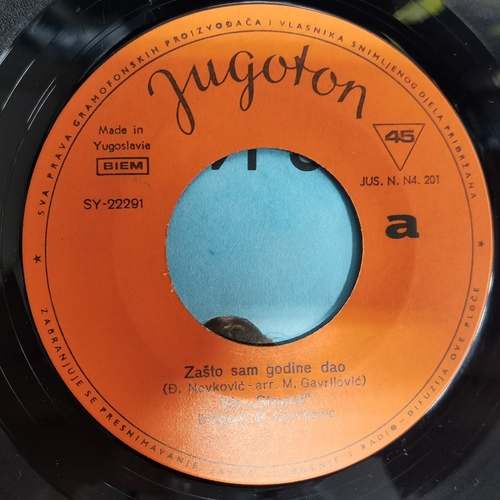 SVA PRAVA GRAMOFONSKIH PROIZVOĐAČA I VLASNIKA SNIMLJENOG DJELA PRIDRŽANA
Jugoton
Made in
Yugoslavie
BIEM
SY-22291
45
JUS. N. N4. 201
a
Zašto sam godine dao
(Đ. Novković - arr. M. Gavrilović)
ZABRANJUJE SE PRESNIMAVANJE I RADIO-DIFUZIJA OVE PLOČE